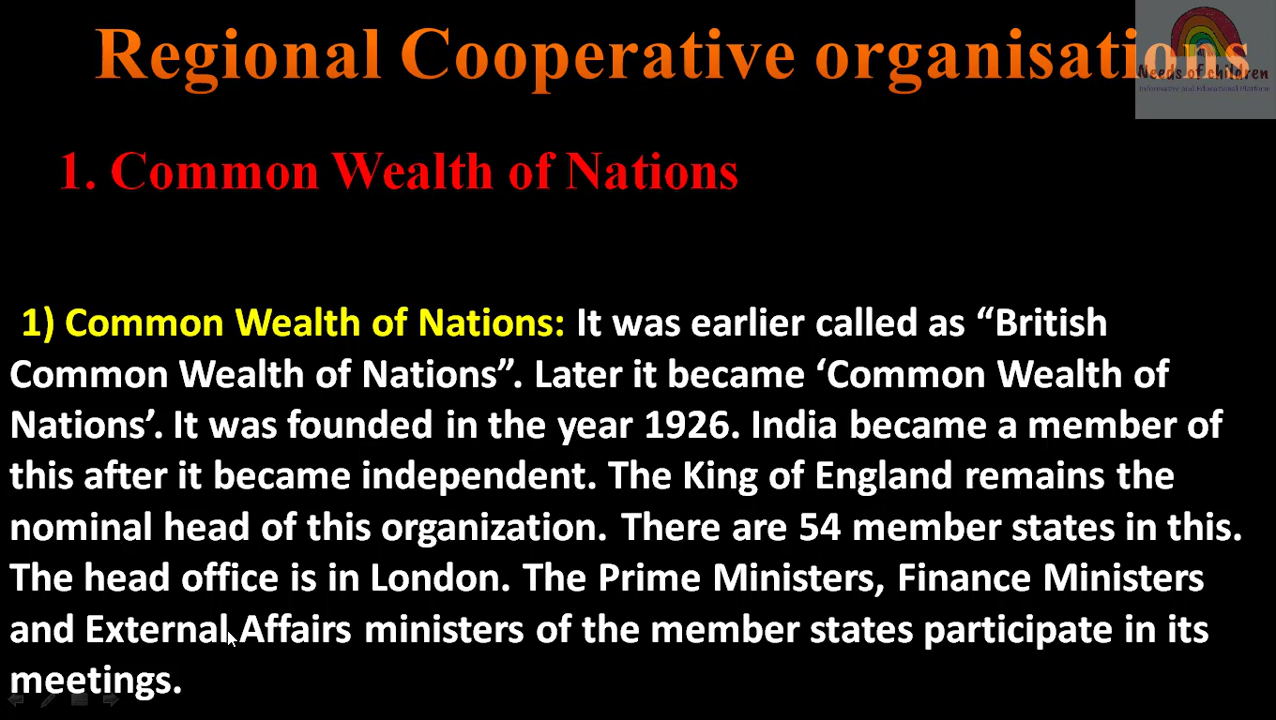 Regional Cooperative organisations
Needs of children
Informative and Educational Platform
1. Common Wealth of Nations
1) Common Wealth of Nations: It was earlier called as “British
Common Wealth of Nations”. Later it became ‘Common Wealth of
Nations’. It was founded in the year 1926. India became a member of
this after it became independent. The King of England remains the
nominal head of this organization. There are 54 member states in this.
The head office is in London. The Prime Ministers, Finance Ministers
and External Affairs ministers of the member states participate in its
meetings.